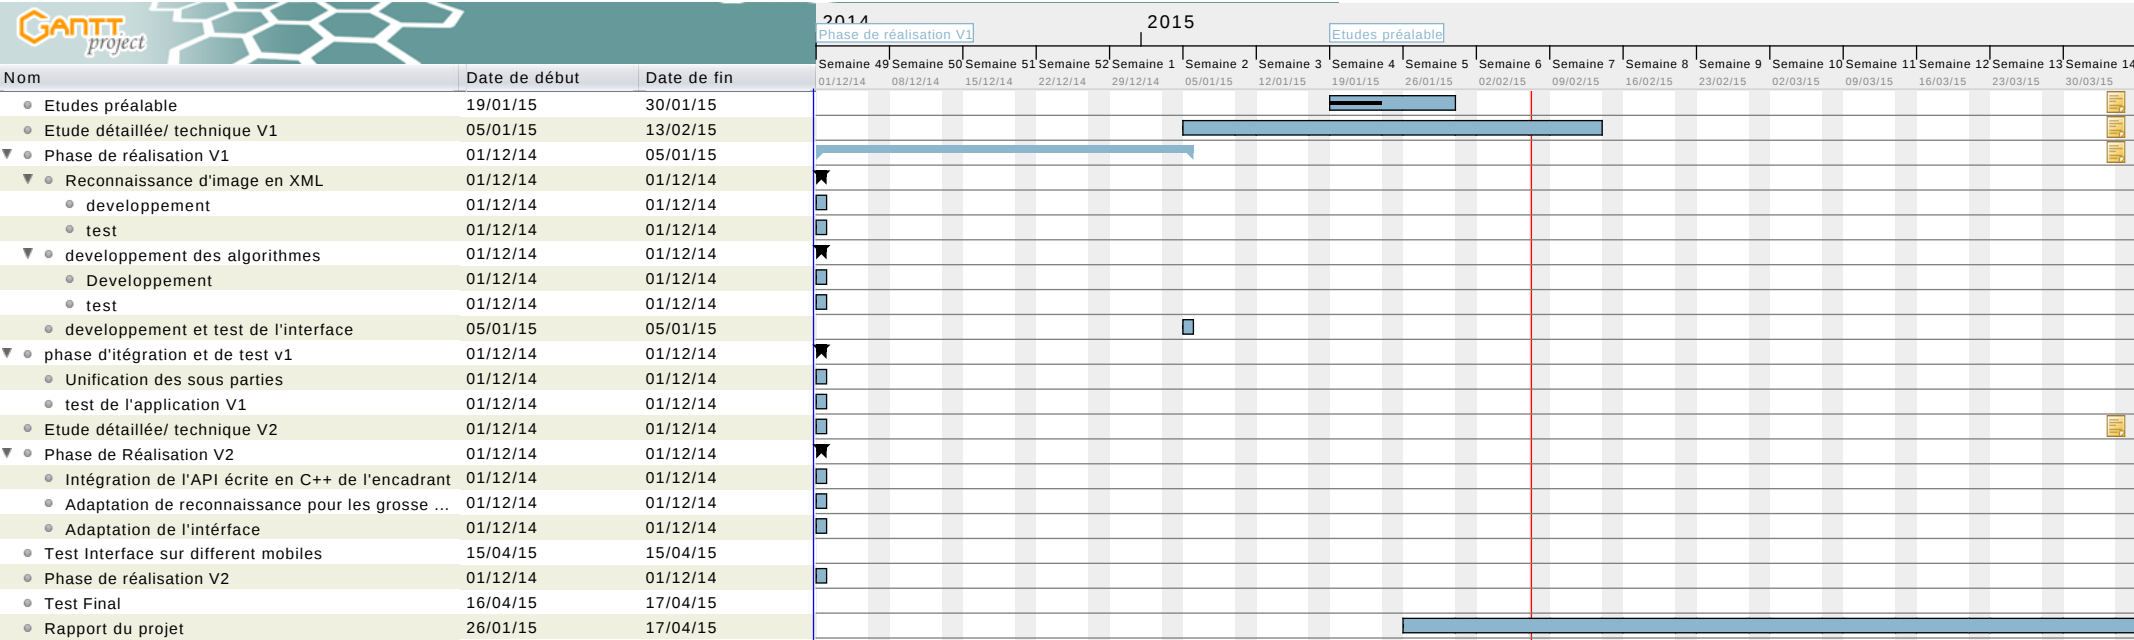 GANTT
project
2014
2015
Phase de réalisation V1
Etudes préalable
Semaine 49 Semaine 50 Semaine 51 Semaine 52 Semaine 1 Semaine 2 Semaine 3 Semaine 4 Semaine 5 Semaine 6 Semaine 7 Semaine 8 Semaine 9 Semaine 10 Semaine 11 Semaine 12 Semaine 13 Semaine 14
Nom Date de début Date de fin
01/12/14 08/12/14 15/12/14 22/12/14 29/12/14 05/01/15 12/01/15 19/01/15 26/01/15 02/02/15 09/02/15 16/02/15 23/02/15 02/03/15 09/03/15 16/03/15 23/03/15 30/03/15
Etudes préalable 19/01/15 30/01/15
Etude détaillée/ technique V1 05/01/15 13/02/15
Phase de réalisation V1 01/12/14 05/01/15
Reconnaissance d'image en XML 01/12/14 01/12/14
developpement 01/12/14 01/12/14
test 01/12/14 01/12/14
developpement des algorithmes 01/12/14 01/12/14
Developpement 01/12/14 01/12/14
test 01/12/14 01/12/14
developpement et test de l'interface 05/01/15 05/01/15
phase d'itégration et de test v1 01/12/14 01/12/14
Unification des sous parties 01/12/14 01/12/14
test de l'application V1 01/12/14 01/12/14
Etude détaillée/ technique V2 01/12/14 01/12/14
Phase de Réalisation V2 01/12/14 01/12/14
Intégration de l'API écrite en C++ de l'encadrant 01/12/14 01/12/14
Adaptation de reconnaissance pour les grosse ... 01/12/14 01/12/14
Adaptation de l'intérface 01/12/14 01/12/14
Test Interface sur different mobiles 15/04/15 15/04/15
Phase de réalisation V2 01/12/14 01/12/14
Test Final 16/04/15 17/04/15
Rapport du projet 26/01/15 17/04/15